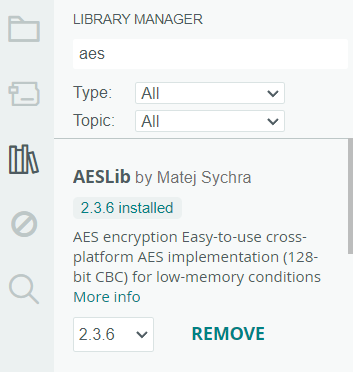 LIBRARY MANAGER
aes
Type: All
Topic: All
AESLib by Matej Sychra
2.3.6 installed
AES encryption Easy-to-use cross-
platform AES implementation (128-
bit CBC) for low-memory conditions
More info
2.3.6 REMOVE